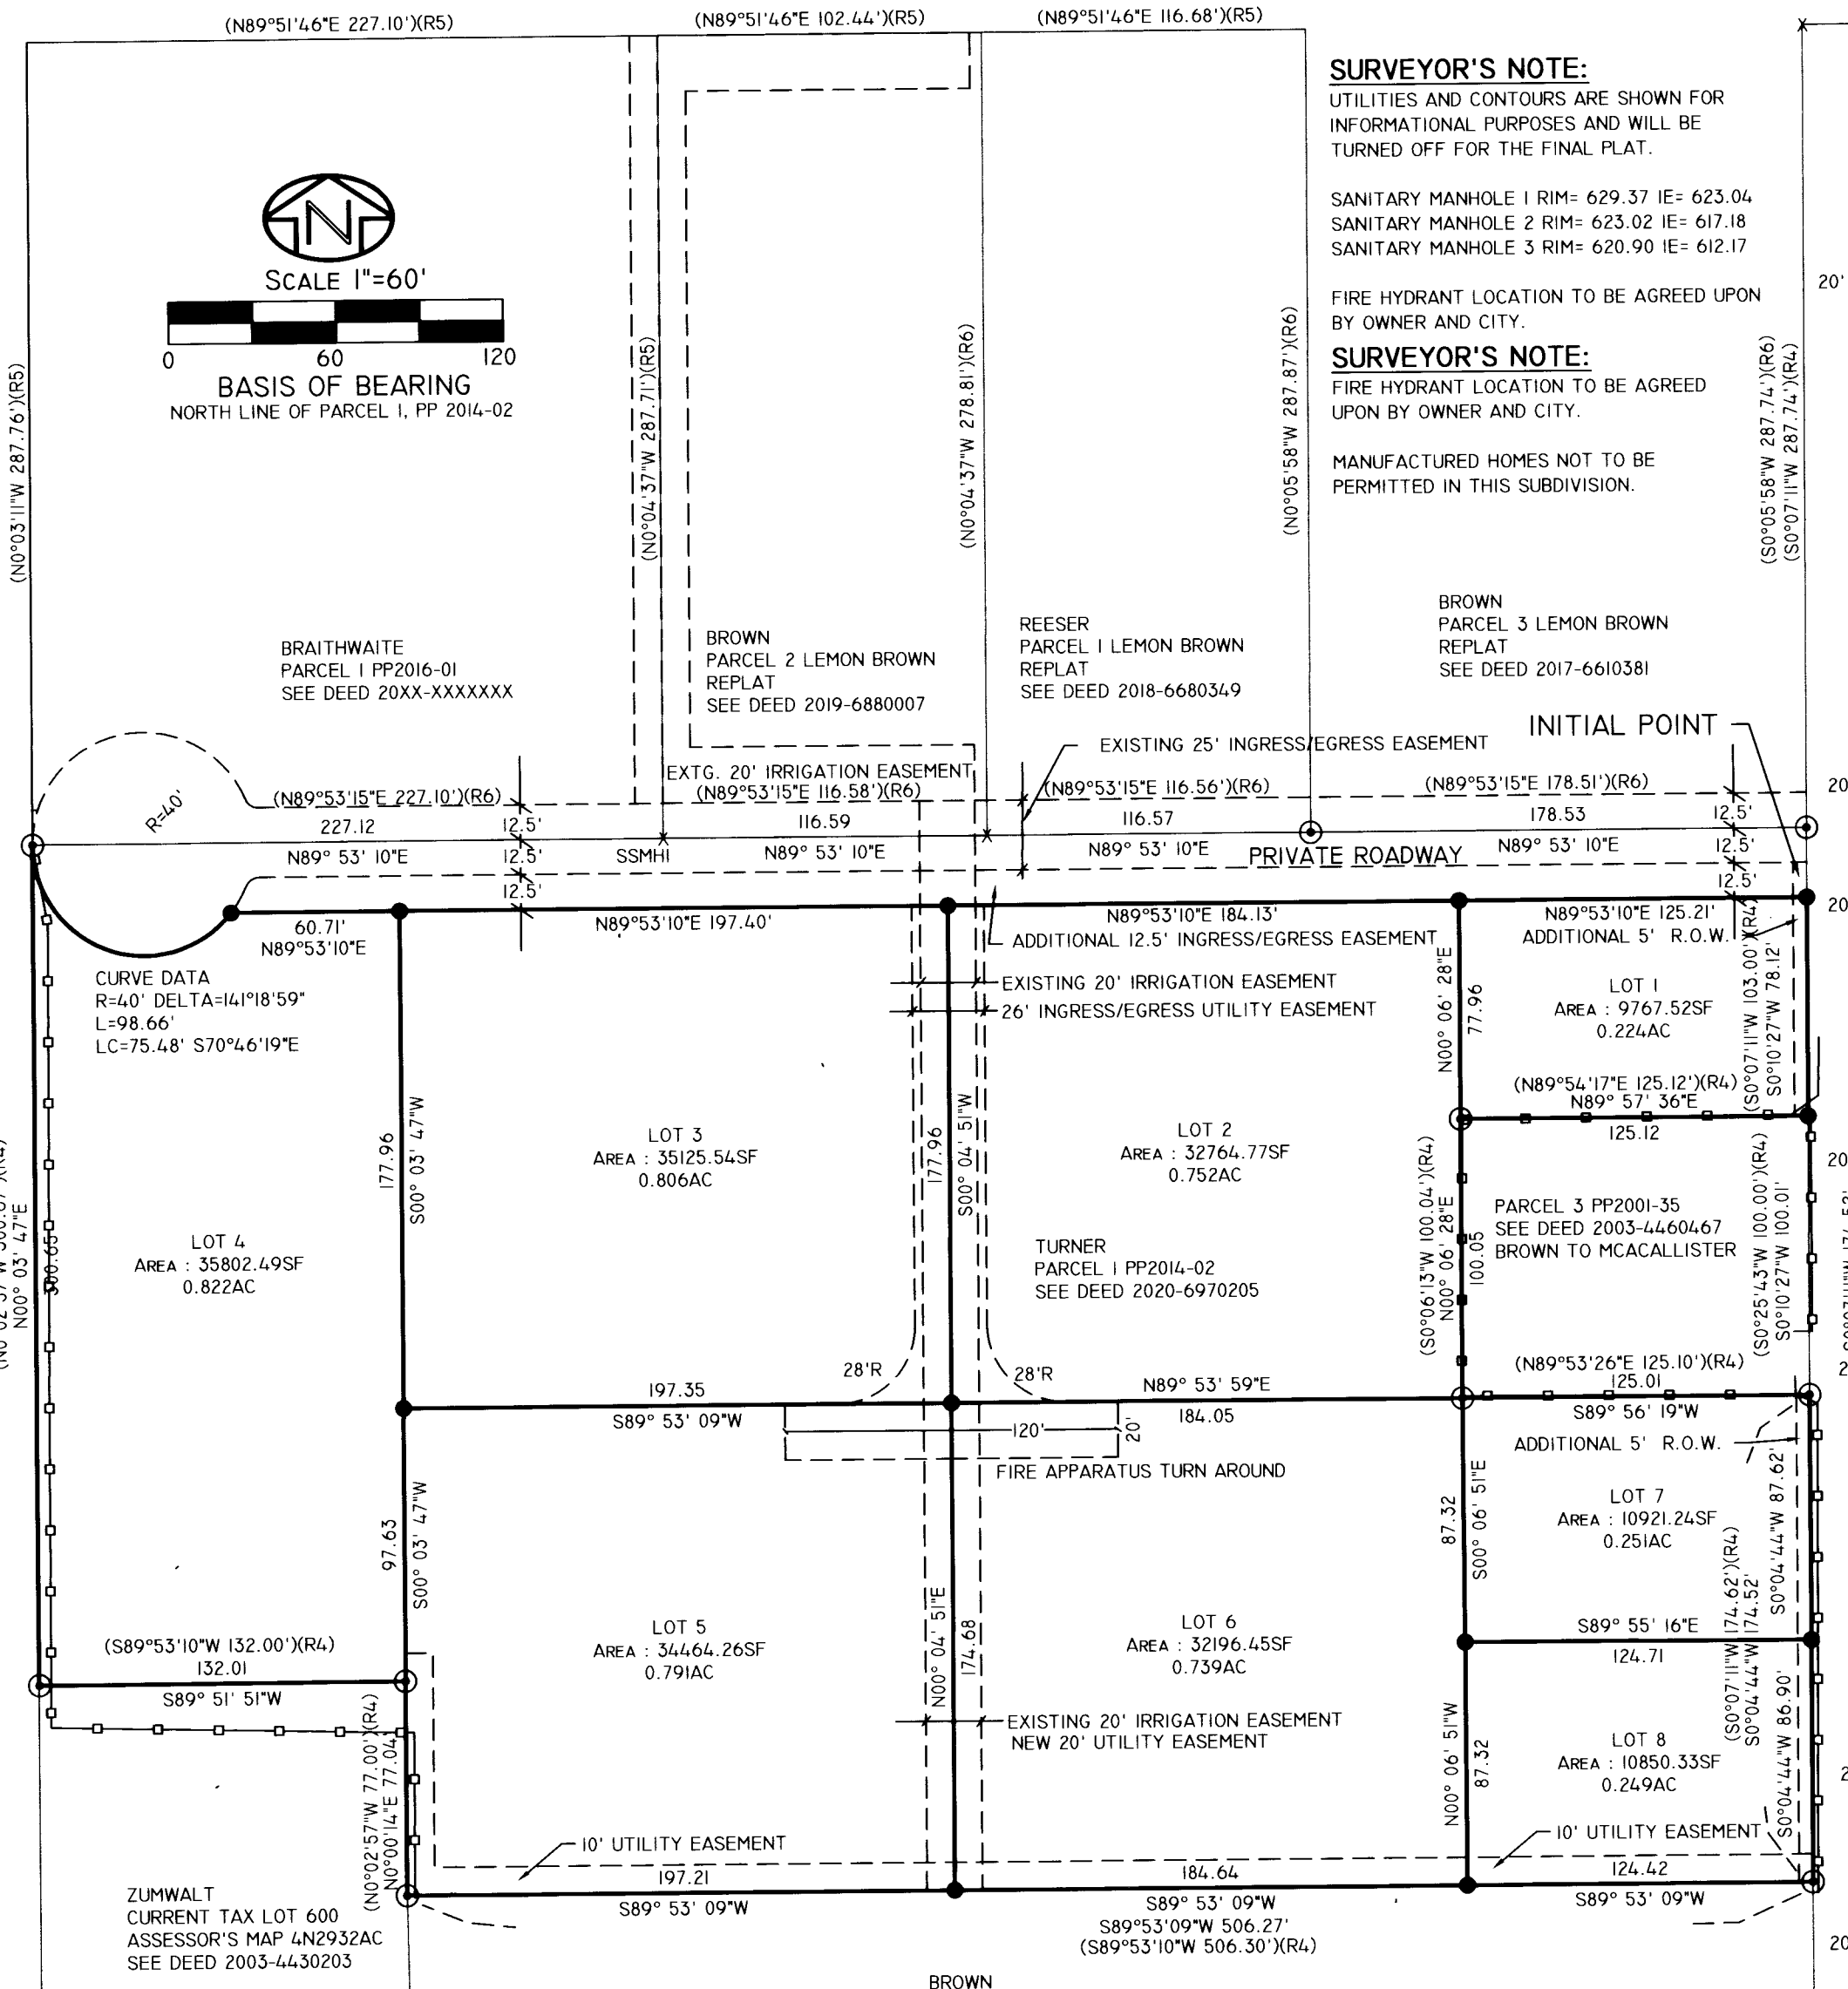 (N89°51'46"E 227.10')(R5)
(N89°51'46"E 102.44')(R5)
(N89°51'46"E 116.68')(R5)
SURVEYOR'S NOTE:
UTILITIES AND CONTOURS ARE SHOWN FOR
INFORMATIONAL PURPOSES AND WILL BE
TURNED OFF FOR THE FINAL PLAT.
SANITARY MANHOLE 1 RIM= 629.37 IE= 623.04
SANITARY MANHOLE 2 RIM= 623.02 IE= 617.18
SANITARY MANHOLE 3 RIM= 620.90 IE= 612.17
FIRE HYDRANT LOCATION TO BE AGREED UPON
BY OWNER AND CITY.
SURVEYOR'S NOTE:
FIRE HYDRANT LOCATION TO BE AGREED
UPON BY OWNER AND CITY.
MANUFACTURED HOMES NOT TO BE
PERMITTED IN THIS SUBDIVISION.
N
SCALE 1"=60'
0 60 120
BASIS OF BEARING
NORTH LINE OF PARCEL 1, PP 2014-02
20'
(N0°03'11"W 287.76')(R5)
(N0°04'37"W 287.71')(R5)
(N0°04'37"W 278.81')(R6)
(N0°05'58"W 287.87')(R6)
(S0°05'58"W 287.74')(R6)
(S0°07'11"W 287.74')(R4)
BRAITHWAITE
PARCEL 1 PP2016-01
SEE DEED 20XX-XXXXXXX
BROWN
PARCEL 2 LEMON BROWN
REPLAT
SEE DEED 2019-6880007
REESER
PARCEL 1 LEMON BROWN
REPLAT
SEE DEED 2018-6680349
BROWN
PARCEL 3 LEMON BROWN
REPLAT
SEE DEED 2017-6610381
INITIAL POINT
EXISTING 25' INGRESS/EGRESS EASEMENT
EXTG. 20' IRRIGATION EASEMENT
R=40'
(N89°53'15"E 227.10')(R6)
(N89°53'15"E 116.58')(R6)
(N89°53'15"E 116.56')(R6)
(N89°53'15"E 178.51')(R6)
20
227.12
12.5'
116.59
116.57
178.53
12.5'
N89° 53' 10"E
12.5'
SSMH1
N89° 53' 10"E
N89° 53' 10"E
PRIVATE ROADWAY
N89° 53' 10"E
12.5'
12.5'
12.5'
60.71'
N89°53'10"E
N89°53'10"E 197.40'
N89°53'10"E 184.13'
N89°53'10"E 125.21'
20
ADDITIONAL 12.5' INGRESS/EGRESS EASEMENT
ADDITIONAL 5' R.O.W.
EXISTING 20' IRRIGATION EASEMENT
26' INGRESS/EGRESS UTILITY EASEMENT
CURVE DATA
R=40' DELTA=141°18'59"
L=98.66'
LC=75.48' S70°46'19"E
N00° 06' 28"E
77.96
LOT 1
AREA : 9767.52SF
0.224AC
(S0°07'11"W 103.00')(R4)
S0°10'27"W 78.12'
(N89°54'17"E 125.12')(R4)
N89° 57' 36"E
125.12
177.96
S00° 03' 47"W
LOT 3
AREA : 35125.54SF
0.806AC
177.96
S00° 04' 51"W
LOT 2
AREA : 32764.77SF
0.752AC
20
(N0°02'57"W 300.67')(R4)
N00° 03' 47"E
300.65
LOT 4
AREA : 35802.49SF
0.822AC
TURNER
PARCEL 1 PP2014-02
SEE DEED 2020-6970205
(S0°06'13"W 100.04')(R4)
N00° 06' 28"E
100.05
PARCEL 3 PP2001-35
SEE DEED 2003-4460467
BROWN TO MCACALLISTER
(S0°25'43"W 100.00')(R4)
S0°10'27"W 100.01'
28'R
28'R
(N89°53'26"E 125.10')(R4)
125.01
S89° 56' 19"W
197.35
S89° 53' 09"W
N89° 53' 59"E
184.05
120'
20'
FIRE APPARATUS TURN AROUND
ADDITIONAL 5' R.O.W.
97.63
S00° 03' 47"W
87.32
S00° 06' 51"E
LOT 7
AREA : 10921.24SF
0.251AC
S0°04'44"W 87.62'
(S0°07'11"W 174.62')(R4)
S0°04'44"W 174.52'
(S89°53'10"W 132.00')(R4)
132.01
S89° 51' 51"W
LOT 5
AREA : 34464.26SF
0.791AC
N00° 04' 51"E
174.68
LOT 6
AREA : 32196.45SF
0.739AC
S89° 55' 16"E
124.71
EXISTING 20' IRRIGATION EASEMENT
NEW 20' UTILITY EASEMENT
N00° 06' 51"W
87.32
LOT 8
AREA : 10850.33SF
0.249AC
S0°04'44"W 86.90'
(N0°02'57"W 77.00')(R4)
N0°00'14"E 77.04'
10' UTILITY EASEMENT
10' UTILITY EASEMENT
197.21
S89° 53' 09"W
184.64
S89° 53' 09"W
S89°53'09"W 506.27'
(S89°53'10"W 506.30')(R4)
124.42
S89° 53' 09"W
20
ZUMWALT
CURRENT TAX LOT 600
ASSESSOR'S MAP 4N2932AC
SEE DEED 2003-4430203
BROWN